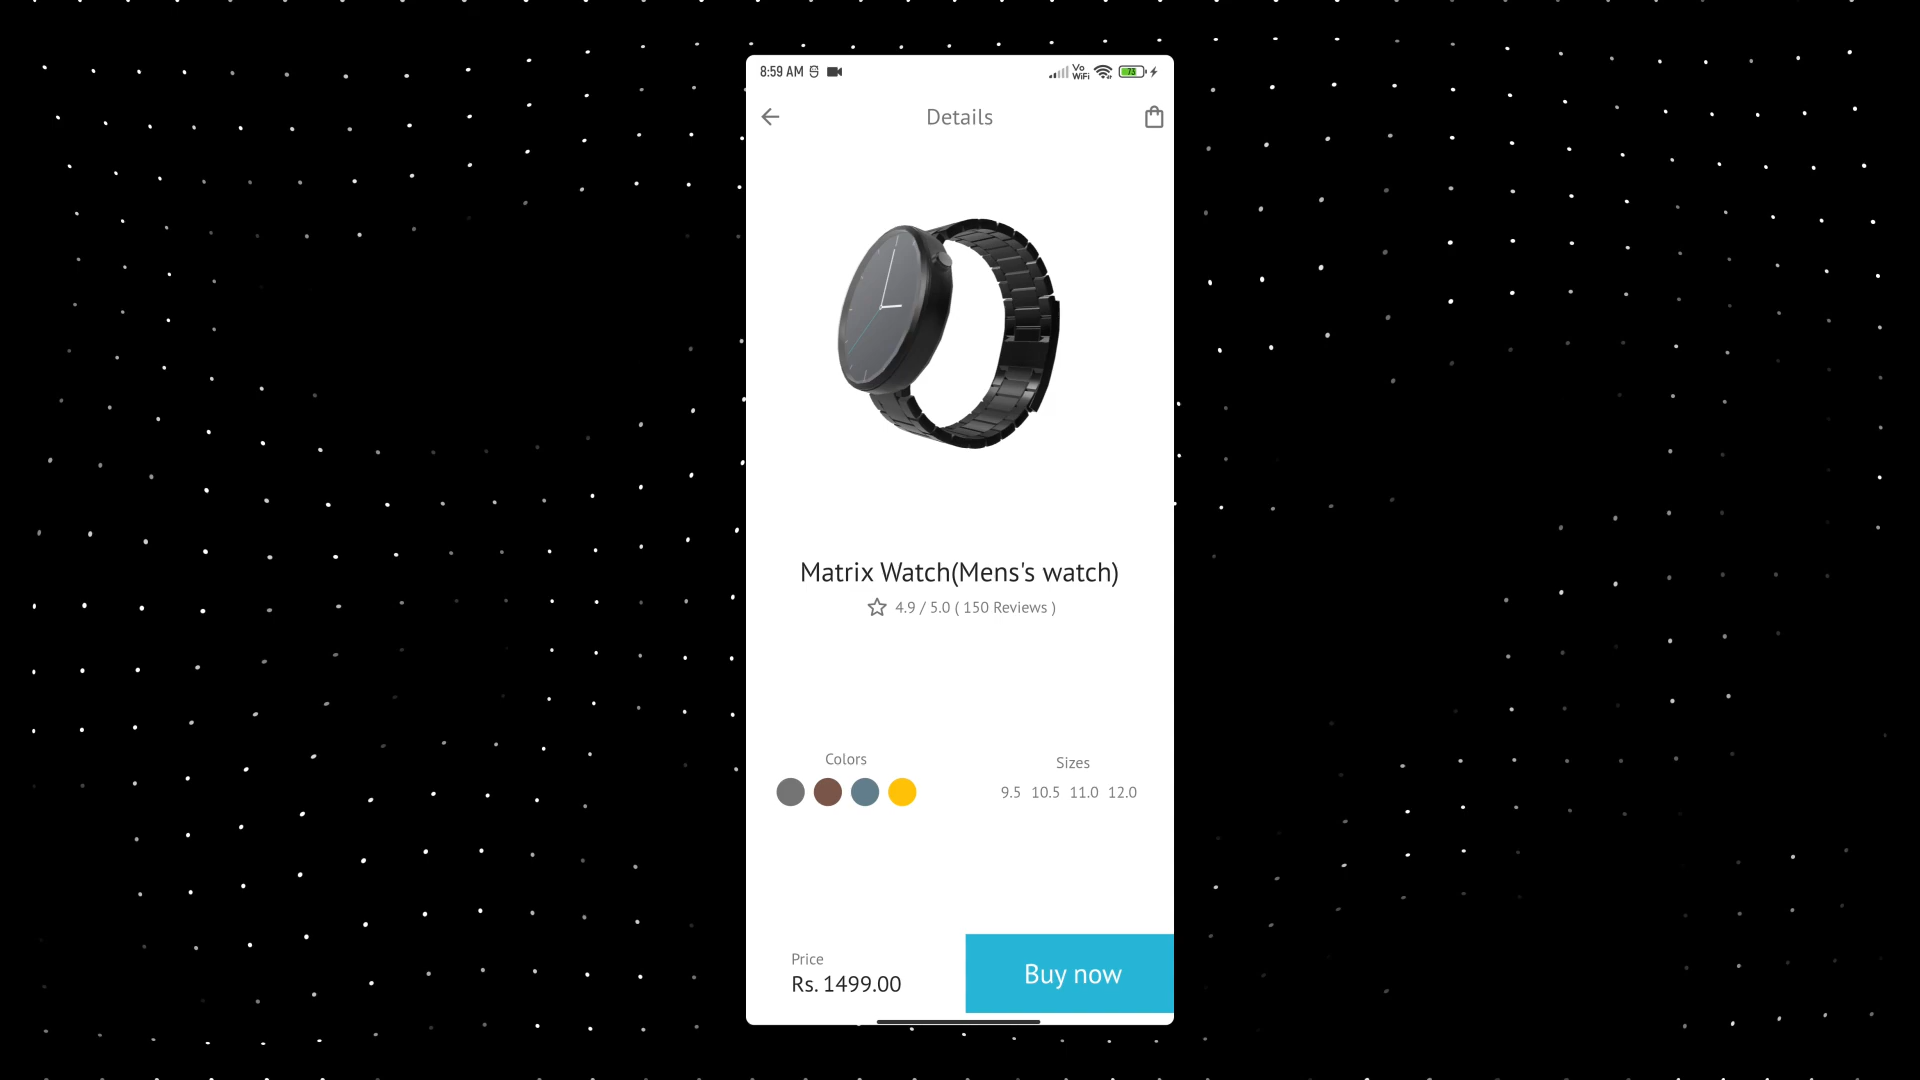 8:59 AM
Vo
WiFi
73
Details
Matrix Watch(Mens's watch)
4.9 / 5.0 ( 150 Reviews )
Colors
Sizes
9.5 10.5 11.0 12.0
Price
Rs. 1499.00
Buy now